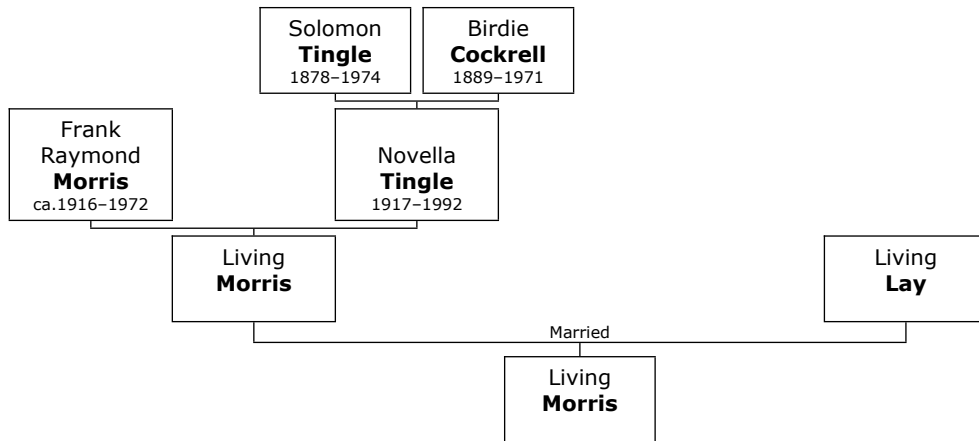 Solomon
Tingle
1878–1974
Birdie
Cockrell
1889–1971
Frank
Raymond
Morris
ca.1916–1972
Novella
Tingle
1917–1992
Living
Morris
Living
Lay
Married
Living
Morris